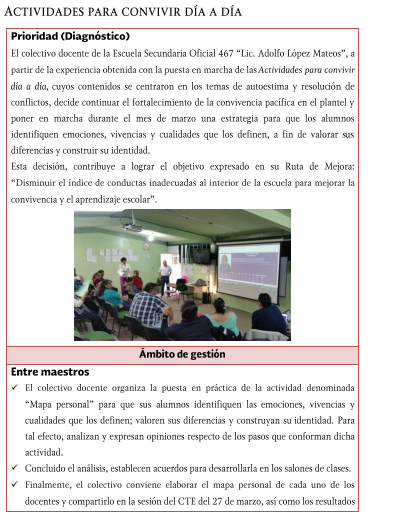 ACTIVIDADES PARA CONVIVIR DÍA A DÍA
Prioridad (Diagnóstico)
El colectivo docente de la Escuela Secundaria Oficial 467 "Lic. Adolfo López Mateos", a
partir de la experiencia obtenida con la puesta en marcha de las Actividades para convivir
día a día, cuyos contenidos se centraron en los temas de autoestima y resolución de
conflictos, decide continuar el fortalecimiento de la convivencia pacífica en el plantel y
poner en marcha durante el mes de marzo una estrategia para que los alumnos
identifiquen emociones, vivencias y cualidades que los definen, a fin de valorar sus
diferencias y construir su identidad.
Esta decisión, contribuye a lograr el objetivo expresado en su Ruta de Mejora:
"Disminuir el índice de conductas inadecuadas al interior de la escuela para mejorar la
convivencia y el aprendizaje escolar".
Ámbito de gestión
Entre maestros
✓ El colectivo docente organiza la puesta en práctica de la actividad denominada
"Mapa personal" para que sus alumnos identifiquen las emociones, vivencias y
cualidades que los definen; valoren sus diferencias y construyan su identidad. Para
tal efecto, analizan y expresan opiniones respecto de los pasos que conforman dicha
actividad.
✓ Concluido el análisis, establecen acuerdos para desarrollarla en los salones de clases.
✓ Finalmente, el colectivo conviene elaborar el mapa personal de cada uno de los
docentes y compartirlo en la sesión del CTE del 27 de marzo, así como los resultados